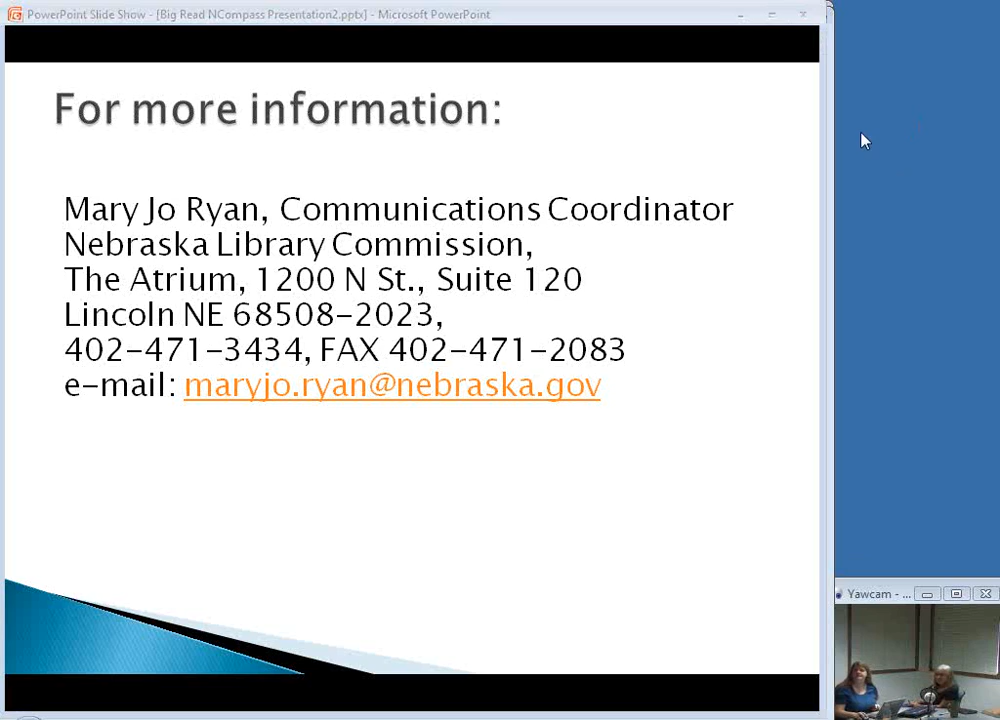 PowerPoint Slide Show - [Big Read NCompass Presentation2.pptx] - Microsoft PowerPoint
For more information:
Mary Jo Ryan, Communications Coordinator
Nebraska Library Commission,
The Atrium, 1200 N St., Suite 120
Lincoln NE 68508-2023,
402-471-3434, FAX 402-471-2083
e-mail: maryjo.ryan@nebraska.gov
Yawcam - ...